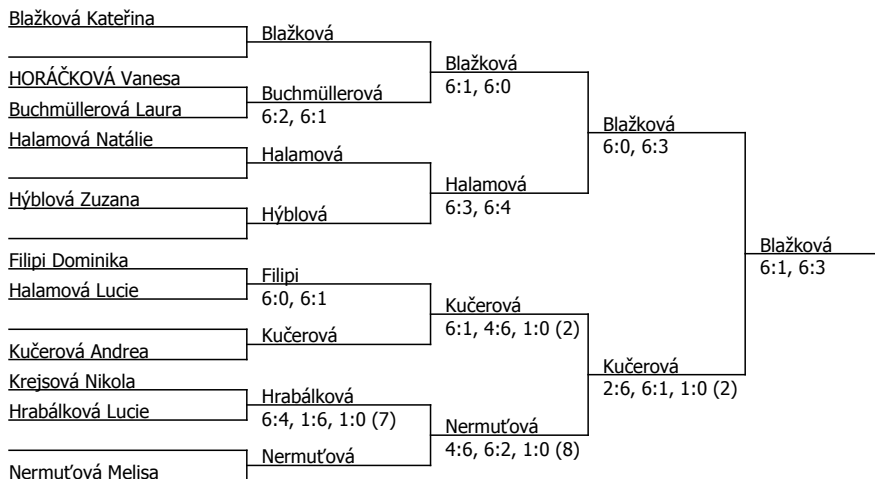 Blažková Kateřina
HORÁČKOVÁ Vanesa
Buchmüllerová Laura
Halamová Natálie
Hýblová Zuzana
Filipi Dominika
Halamová Lucie
Kučerová Andrea
Krejsová Nikola
Hrabálková Lucie
Nermuťová Melisa
Blažková
Buchmüllerová
6:2, 6:1
Halamová
Hýblová
Filipi
6:0, 6:1
Kučerová
Hrabálková
6:4, 1:6, 1:0 (7)
Nermuťová
Blažková
6:1, 6:0
Halamová
6:3, 6:4
Kučerová
6:1, 4:6, 1:0 (2)
Nermuťová
4:6, 6:2, 1:0 (8)
Blažková
6:0, 6:3
Kučerová
2:6, 6:1, 1:0 (2)
Blažková
6:1, 6:3